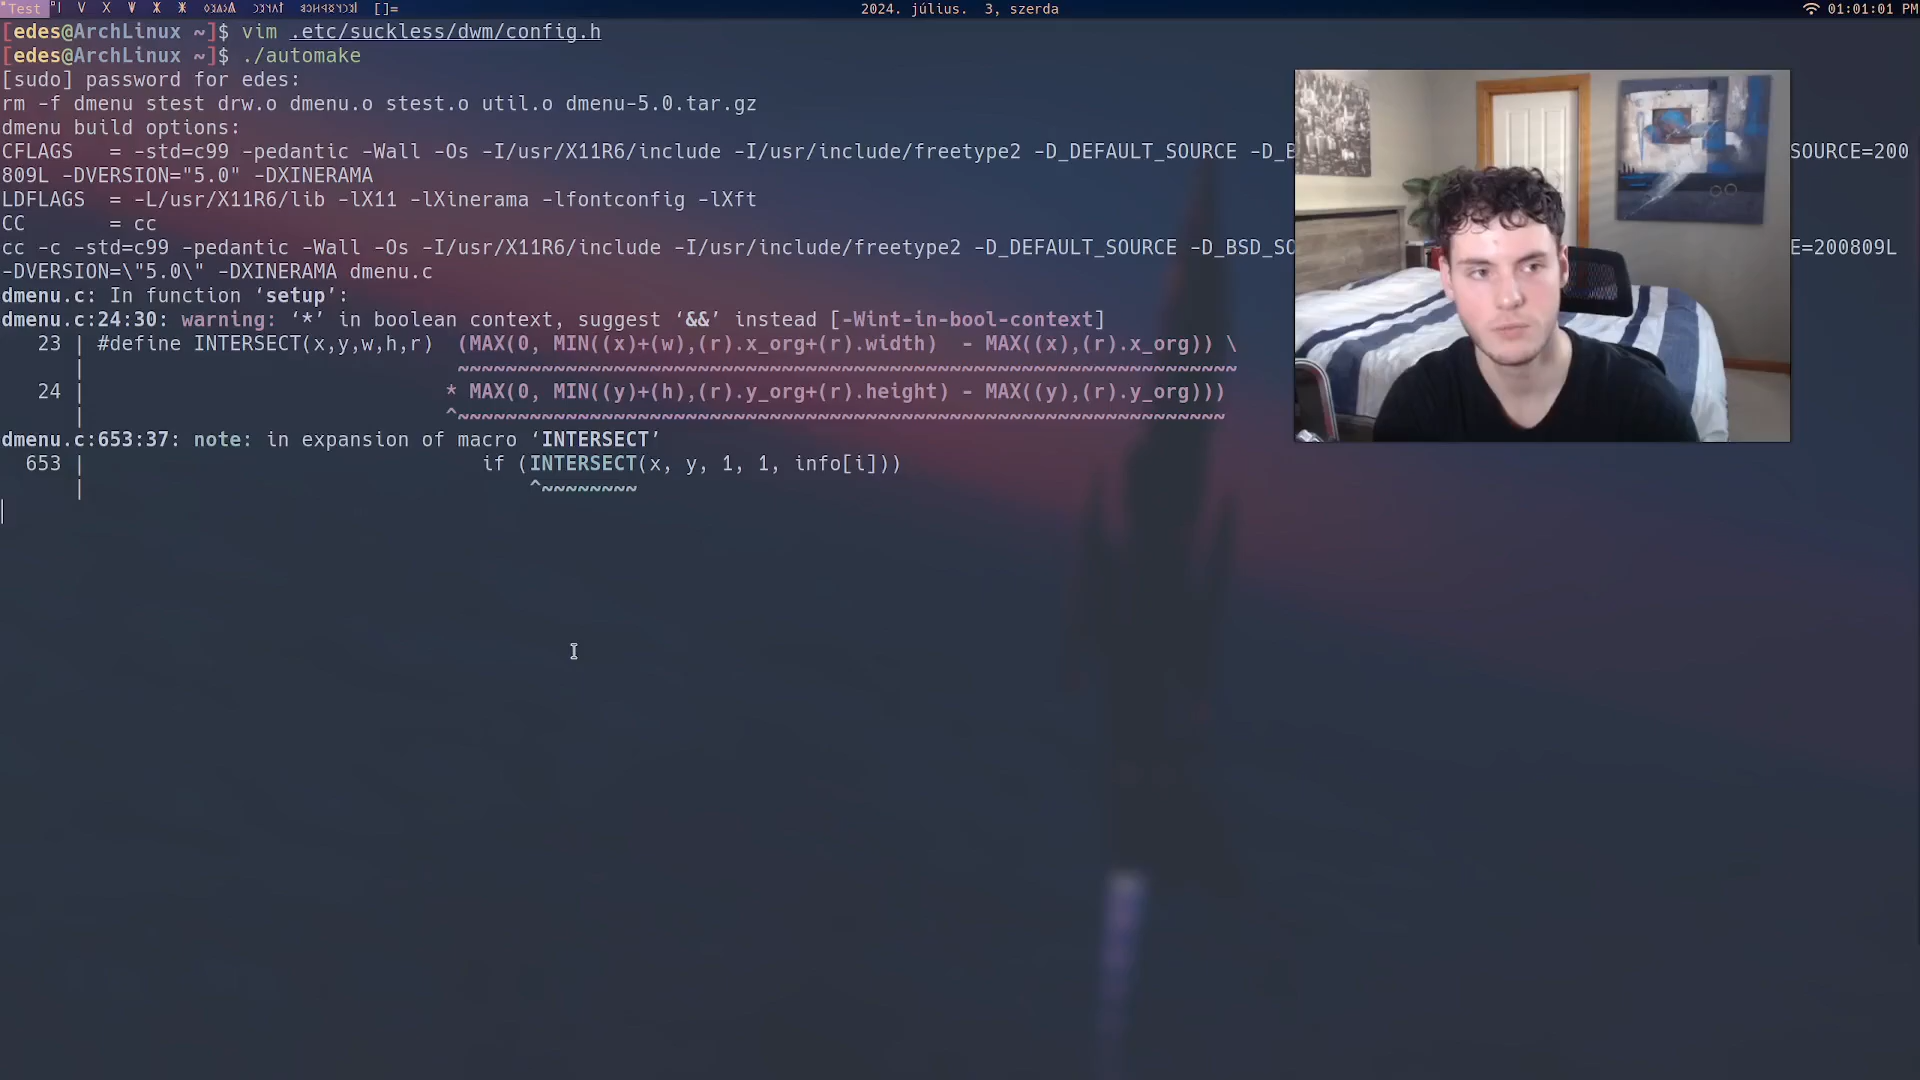 Test
[]=
2024. július. 3, szerda
01:01:01 PM
[edes@ArchLinux ~]$ vim .etc/suckless/dwm/config.h
[edes@ArchLinux ~]$ ./automake
[sudo] password for edes:
rm -f dmenu stest drw.o dmenu.o stest.o util.o dmenu-5.0.tar.gz
dmenu build options:
CFLAGS   = -std=c99 -pedantic -Wall -Os -I/usr/X11R6/include -I/usr/include/freetype2 -D_DEFAULT_SOURCE -D_B SOURCE=200
809L -DVERSION="5.0" -DXINERAMA
LDFLAGS  = -L/usr/X11R6/lib -lX11 -lXinerama -lfontconfig -lXft
CC       = cc
cc -c -std=c99 -pedantic -Wall -Os -I/usr/X11R6/include -I/usr/include/freetype2 -D_DEFAULT_SOURCE -D_BSD_SO E=200809L
-DVERSION=\"5.0\" -DXINERAMA dmenu.c
dmenu.c: In function ‘setup’:
dmenu.c:24:30: warning: ‘*’ in boolean context, suggest ‘&&’ instead [-Wint-in-bool-context]
23 | #define INTERSECT(x,y,w,h,r)  (MAX(0, MIN((x)+(w),(r).x_org+(r).width)  - MAX((x),(r).x_org)) \
| ~~~~~~~~~~~~~~~~~~~~~~~~~~~~~~~~~~~~~~~~~~~~~~~~~~~~~~~~~~~~~~~~~
24 | * MAX(0, MIN((y)+(h),(r).y_org+(r).height) - MAX((y),(r).y_org)))
| ^~~~~~~~~~~~~~~~~~~~~~~~~~~~~~~~~~~~~~~~~~~~~~~~~~~~~~~~~~~~~~~~~
dmenu.c:653:37: note: in expansion of macro ‘INTERSECT’
653 | if (INTERSECT(x, y, 1, 1, info[i]))
| ^~~~~~~~~